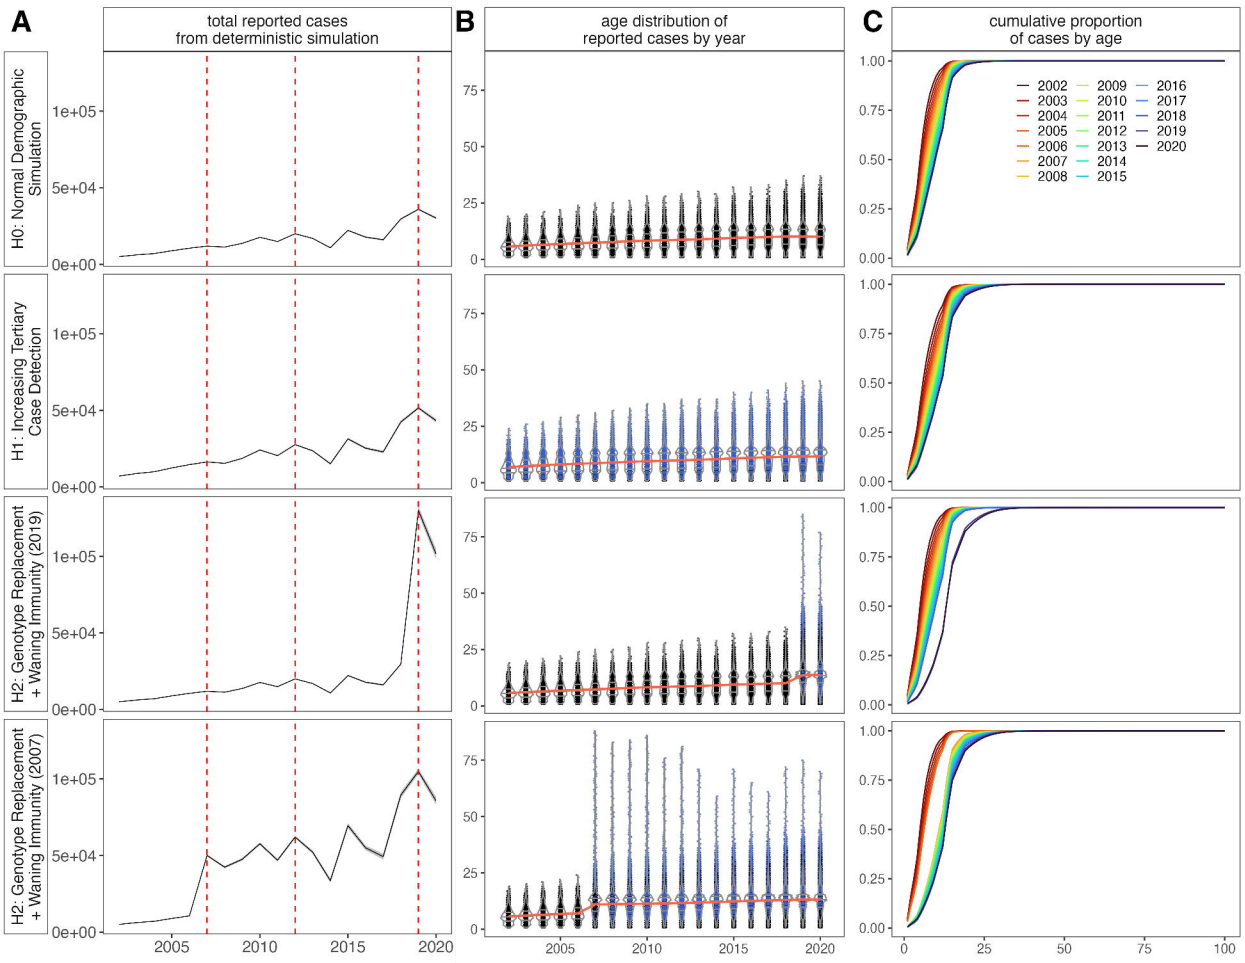 A
total reported cases
from deterministic simulation
B
age distribution of
reported cases by year
C
cumulative proportion
of cases by age
H0: Normal Demographic
Simulation
1e+05
5e+04
0e+00
75
50
25
0
1.00
0.75
0.50
0.25
0.00
2002 2009 2016
2003 2010 2017
2004 2011 2018
2005 2012 2019
2006 2013 2020
2007 2014
2008 2015
H1: Increasing Tertiary
Case Detection
1e+05
5e+04
0e+00
75
50
25
0
1.00
0.75
0.50
0.25
0.00
H2: Genotype Replacement
+ Waning Immunity (2019)
1e+05
5e+04
0e+00
75
50
25
0
1.00
0.75
0.50
0.25
0.00
H2: Genotype Replacement
+ Waning Immunity (2007)
1e+05
5e+04
0e+00
75
50
25
0
1.00
0.75
0.50
0.25
0.00
2005 2010 2015 2020
2005 2010 2015 2020
0 25 50 75 100